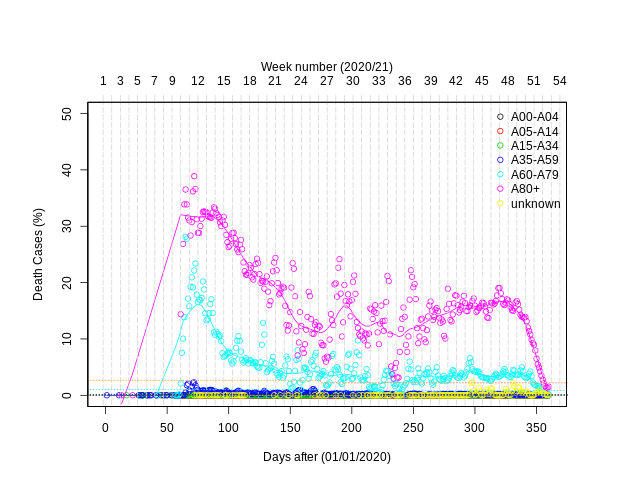 Week number (2020/21)
1 3 5 7 9 12 15 18 21 24 27 30 33 36 39 42 45 48 51 54
50
40
30
20
10
0
Death Cases (%)
A00-A04
A05-A14
A15-A34
A35-A59
A60-A79
A80+
unknown
0 50 100 150 200 250 300 350
Days after (01/01/2020)